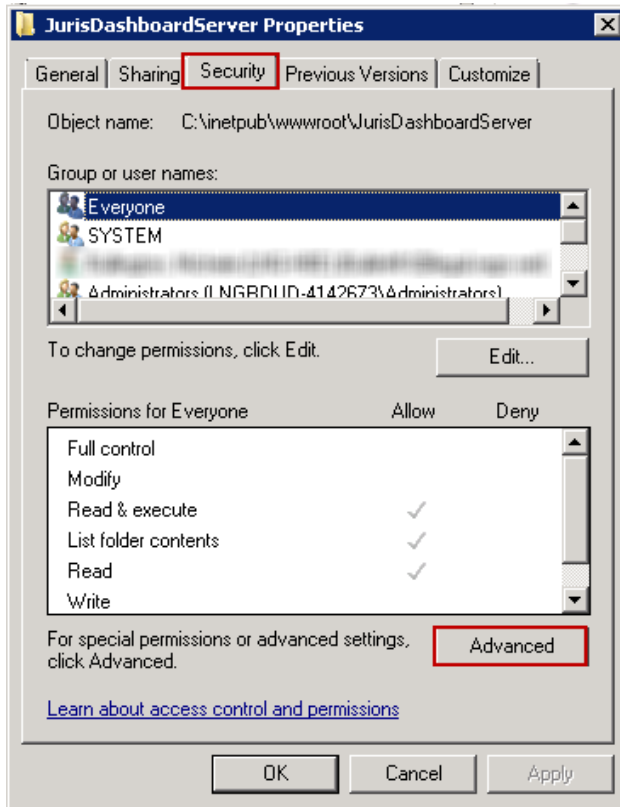 JurisDashboardServer Properties
General Sharing Security Previous Versions Customize
Object name: C:\inetpub\wwwroot\JurisDashboardServer
Group or user names:
Everyone
SYSTEM
Administrators (LNGRDUD-4142673\Administrators)
To change permissions, click Edit.
Edit...
Permissions for Everyone Allow Deny
Full control
Modify
Read & execute
List folder contents
Read
Write
For special permissions or advanced settings,
click Advanced.
Advanced
Learn about access control and permissions
OK Cancel Apply